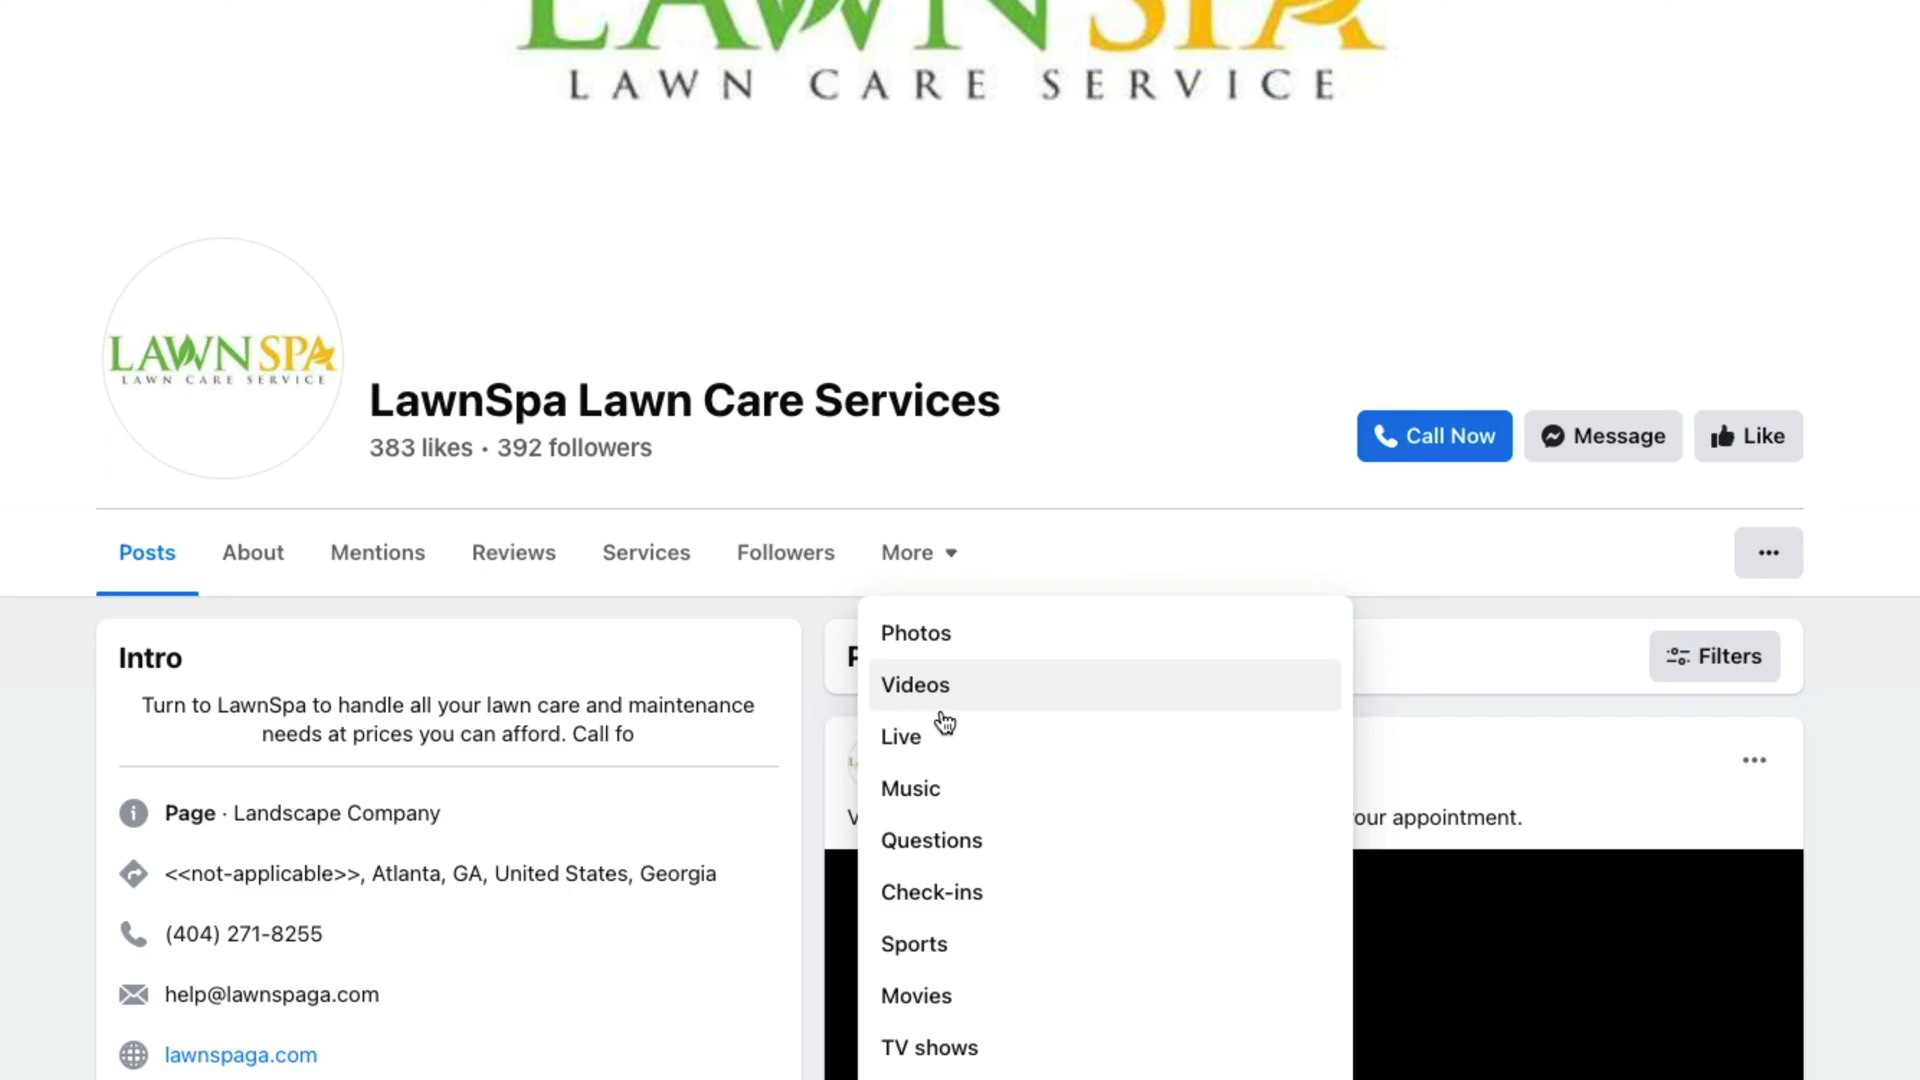 LAWN SPA
LAWN CARE SERVICE
LAWN SPA
LAWN CARE SERVICE
LawnSpa Lawn Care Services
383 likes · 392 followers
Call Now
Message
Like
Posts
About
Mentions
Reviews
Services
Followers
More
Intro
Turn to LawnSpa to handle all your lawn care and maintenance
needs at prices you can afford. Call fo
Page · Landscape Company
<<not-applicable>>, Atlanta, GA, United States, Georgia
(404) 271-8255
help@lawnspaga.com
lawnspaga.com
Photos
Videos
Live
Music
Questions
Check-ins
Sports
Movies
TV shows
Filters
our appointment.